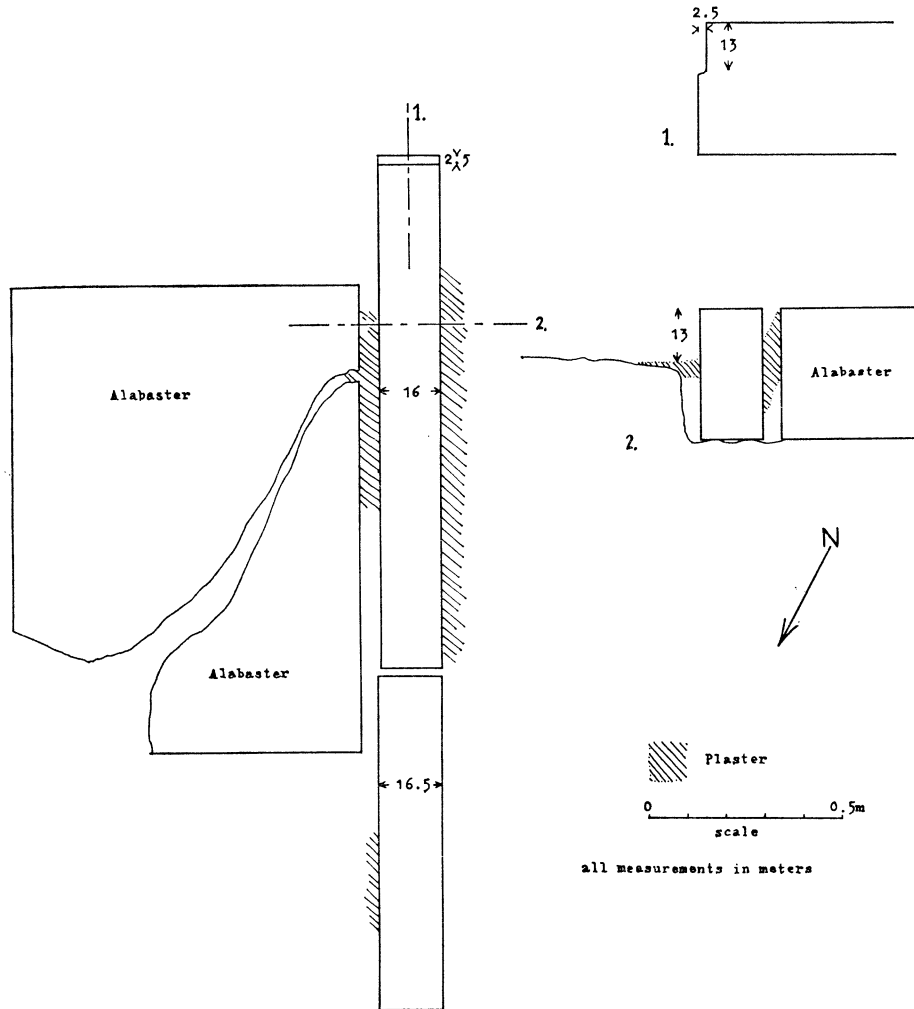 2.5
13
1.
1.
2.5
2.
13
Alabaster
16
Alabaster
2.
N
Alabaster
Plaster
16.5
0 0.5m
scale
all measurements in meters